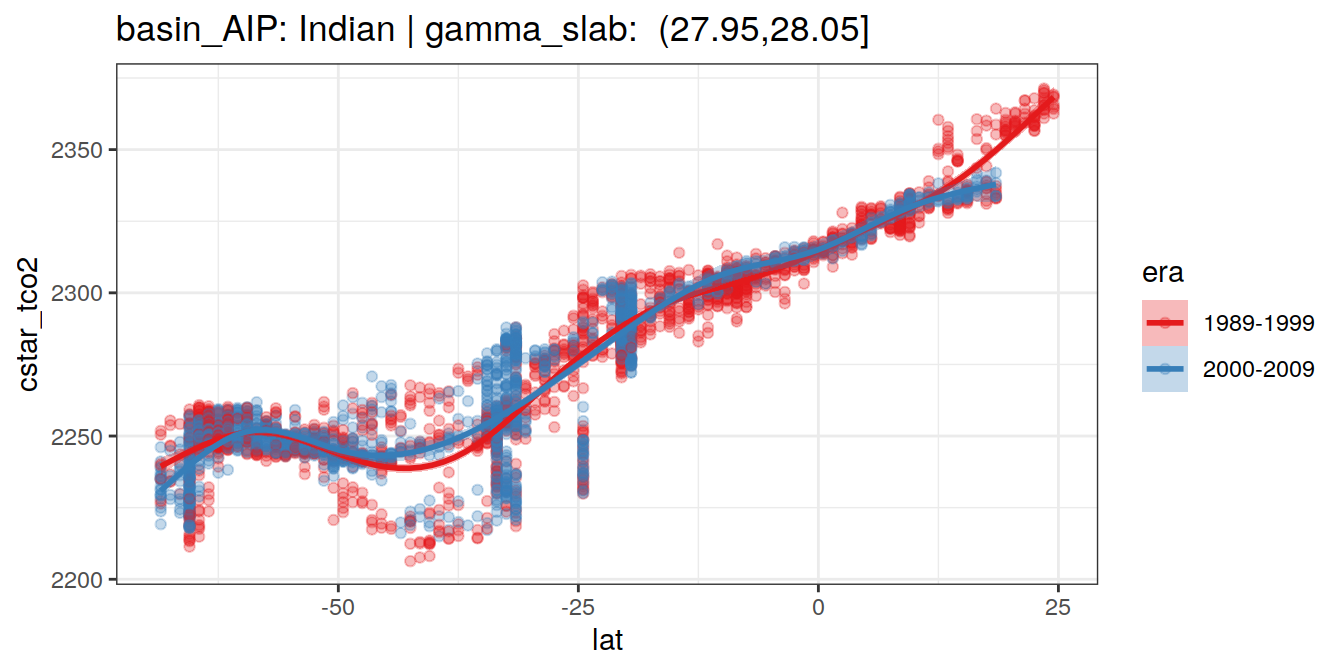 basin_AIP: Indian | gamma_slab:  (27.95,28.05]
2350
2300
2250
2200
cstar_tco2
-50
-25
0
25
lat
era
1989-1999
2000-2009